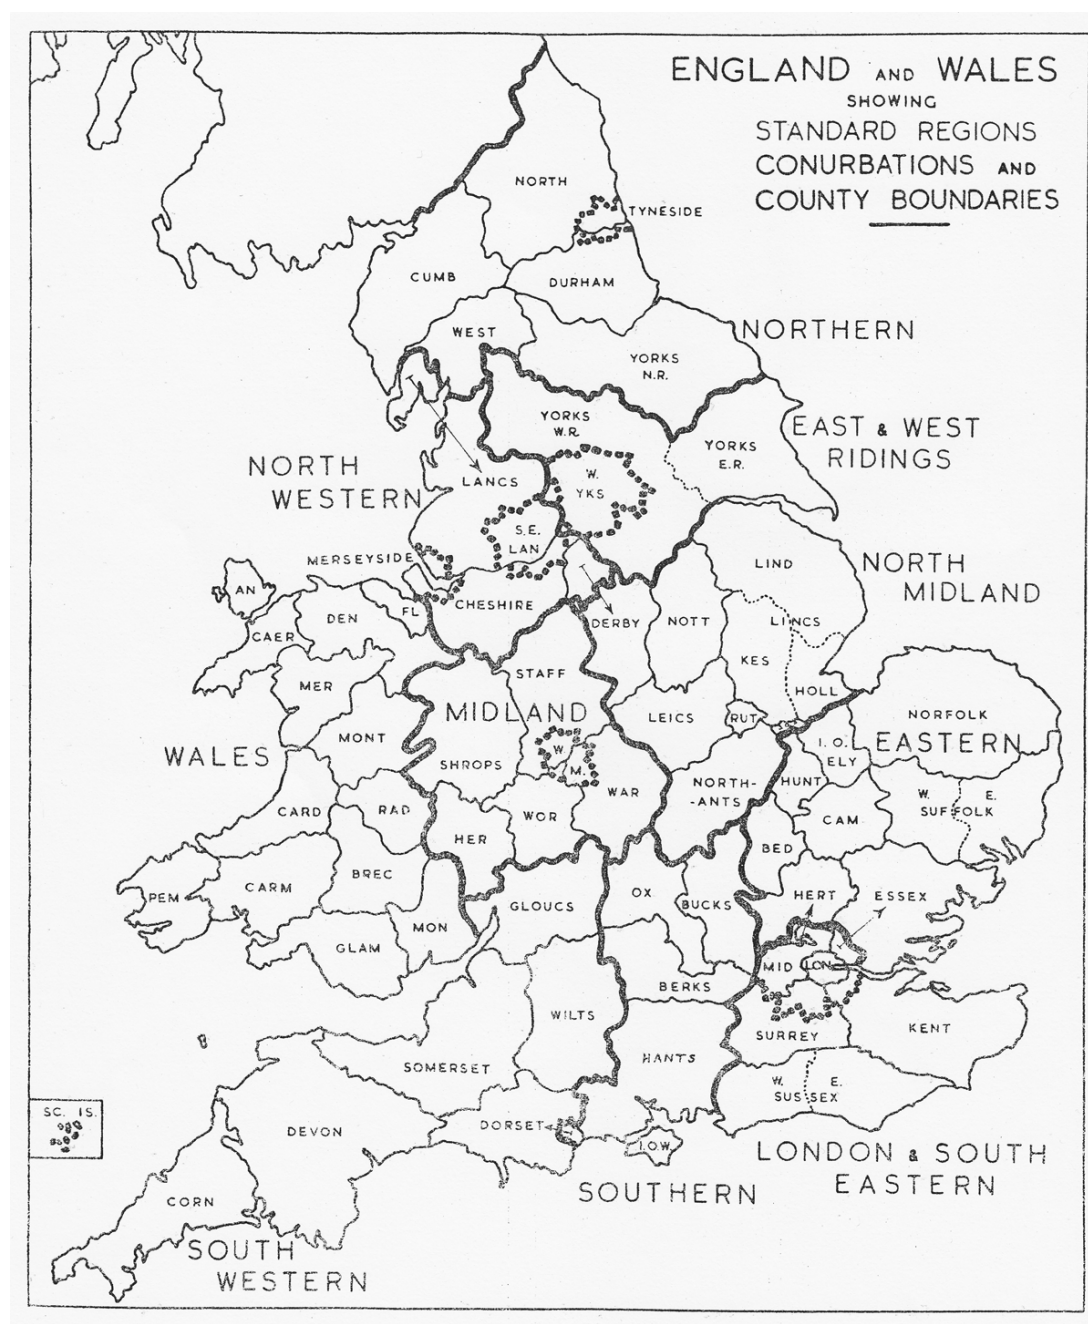 ENGLAND AND WALES
SHOWING
STANDARD REGIONS
CONURBATIONS AND
COUNTY BOUNDARIES
NORTH
TYNESIDE
CUMB
DURHAM
WEST
NORTHERN
YORKS
N.R.
YORKS
W.R.
EAST & WEST
RIDINGS
YORKS
E.R.
NORTH
WESTERN
LANCS
W.
YKS
S.E.
LAN
MERSEYSIDE
LIND
NORTH
MIDLAND
AN
FL
CHESHIRE
DEN
DERBY
NOTT
LINCS
CAER
KES
STAFF
MER
HOLL
MIDLAND
LEICS
RUT
NORFOLK
WALES
MONT
W.
M.
I.O.
ELY
EASTERN
SHROPS
NORTH-
-ANTS
HUNT
WAR
W.
E.
SUFFOLK
CARD
RAD
WOR
CAM
HER
BED
BREC
PEM
CARM
OX
BUCKS
HERT
ESSEX
GLOUCS
MON
GLAM
MID
LON
BERKS
WILTS
KENT
SURREY
HANTS
SOMERSET
W.
E.
SUSSEX
SC. IS.
DEVON
DORSET
I.O.W.
LONDON & SOUTH
EASTERN
SOUTHERN
CORN
SOUTH
WESTERN